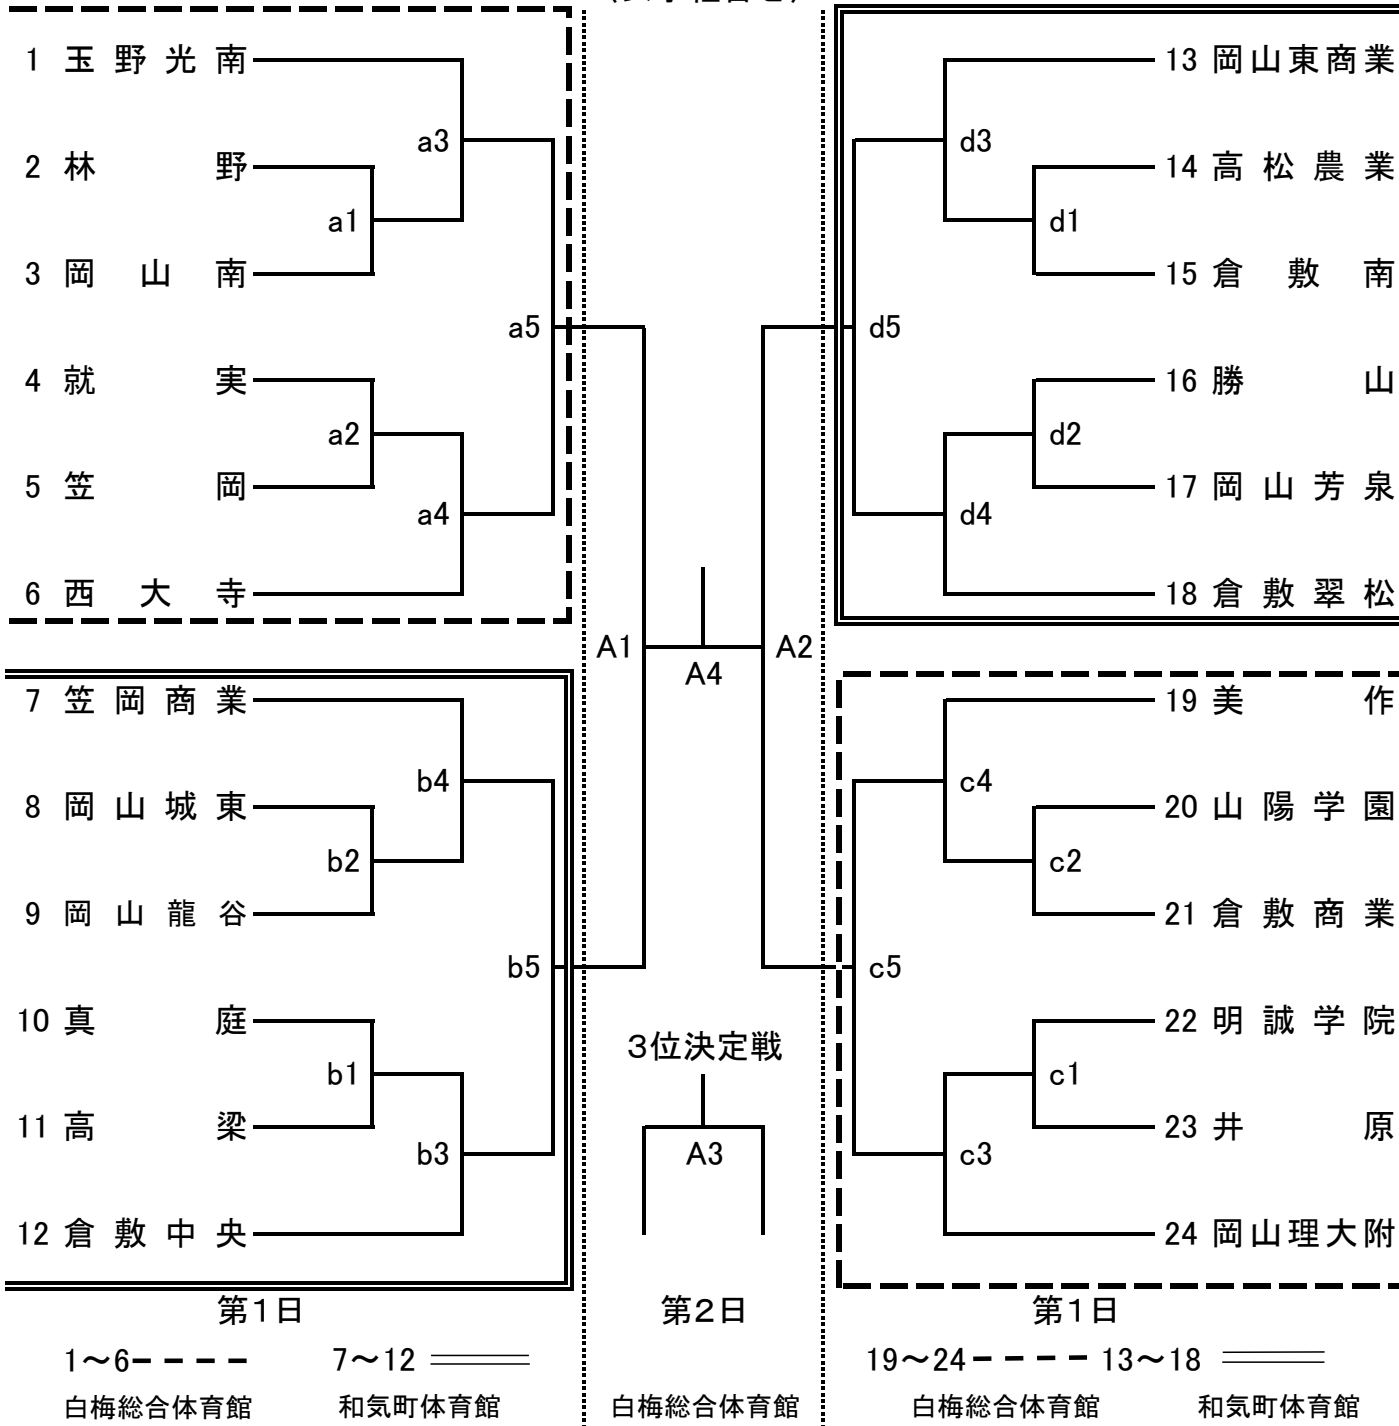 1 玉野光南
a3
2 林野
a1
3 岡山南
a5
4 就実
a2
5 笠岡
a4
6 西大寺
7 笠岡商業
b4
8 岡山城東
b2
9 岡山龍谷
b5
10 真庭
b1
11 高梁
b3
12 倉敷中央
第1日
1～6
7～12
白梅総合体育館
和気町体育館
A1
A4
A2
3位決定戦
A3
第2日
白梅総合体育館
13 岡山東商業
d3
14 高松農業
d1
15 倉敷南
d5
16 勝山
d2
17 岡山芳泉
d4
18 倉敷翠松
19 美作
c4
20 山陽学園
c2
21 倉敷商業
c5
22 明誠学院
c1
23 井原
c3
24 岡山理大附
第1日
19～24
13～18
白梅総合体育館
和気町体育館